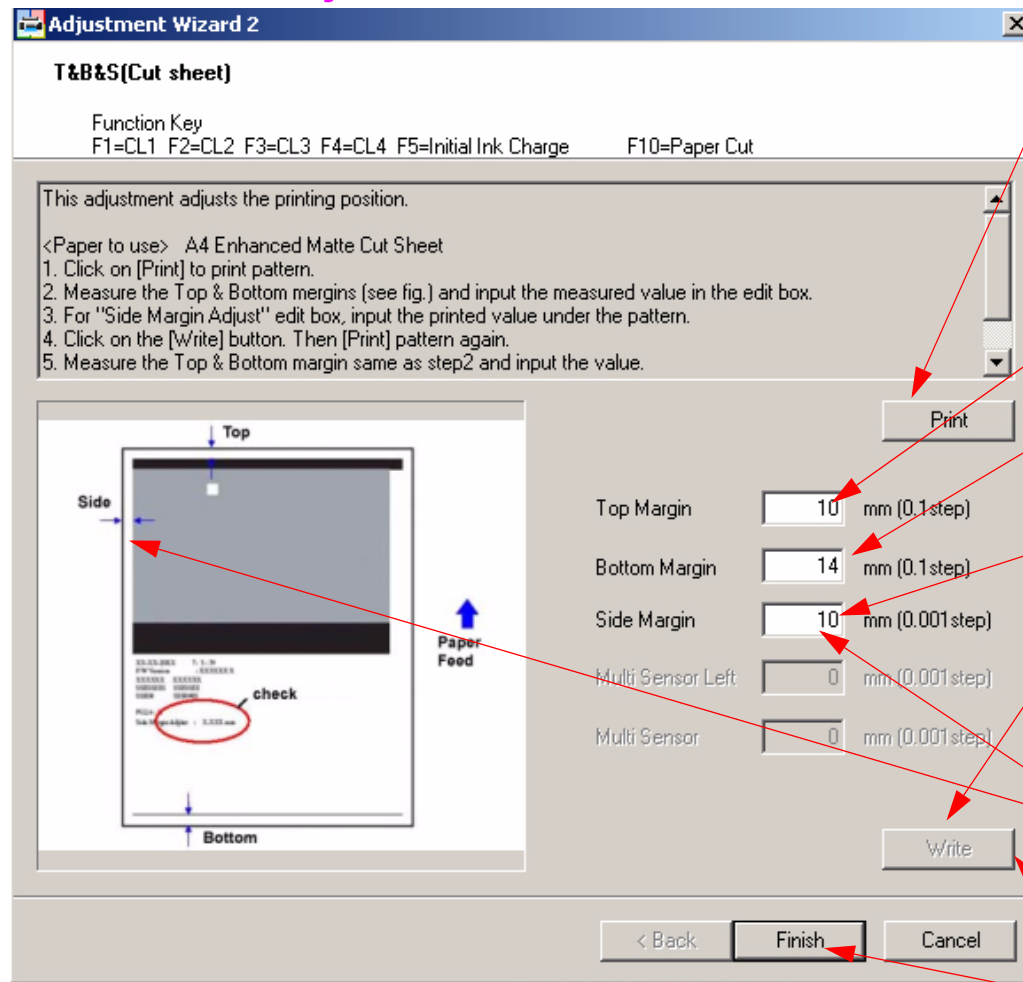 Adjustment Wizard 2
T&B&S(Cut sheet)
Function Key
F1=CL1 F2=CL2 F3=CL3 F4=CL4 F5=Initial Ink Charge F10=Paper Cut
This adjustment adjusts the printing position.
<Paper to use> A4 Enhanced Matte Cut Sheet
1. Click on [Print] to print pattern.
2. Measure the Top & Bottom mergins (see fig.) and input the measured value in the edit box.
3. For "Side Margin Adjust" edit box, input the printed value under the pattern.
4. Click on the [Write] button. Then [Print] pattern again.
5. Measure the Top & Bottom margin same as step2 and input the value.
Print
Top
Side
Top Margin 10 mm (0.1step)
Bottom Margin 14 mm (0.1step)
Side Margin 10 mm (0.001step)
Paper
Feed
Multi Sensor Left 0 mm (0.001step)
check
Multi Sensor 0 mm (0.001step)
Bottom
Write
< Back Finish Cancel